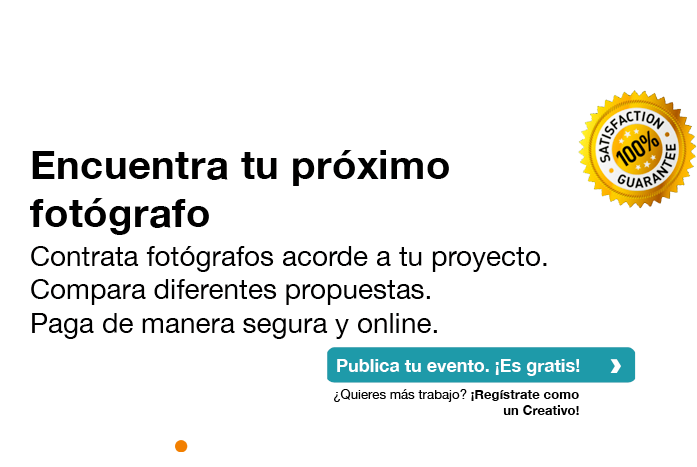 SATISFACTION
100%
GUARANTEE
Encuentra tu próximo
fotógrafo
Contrata fotógrafos acorde a tu proyecto.
Compara diferentes propuestas.
Paga de manera segura y online.
Publica tu evento. ¡Es gratis!
¿Quieres más trabajo? ¡Regístrate como
un Creativo!